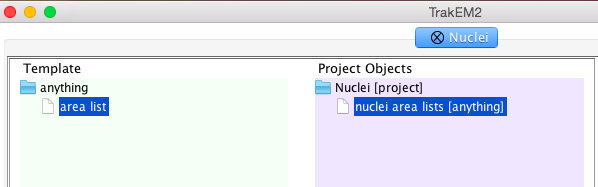 TrakEM2
Nuclei
Template
Project Objects
anything
Nuclei [project]
area list
nuclei area lists [anything]